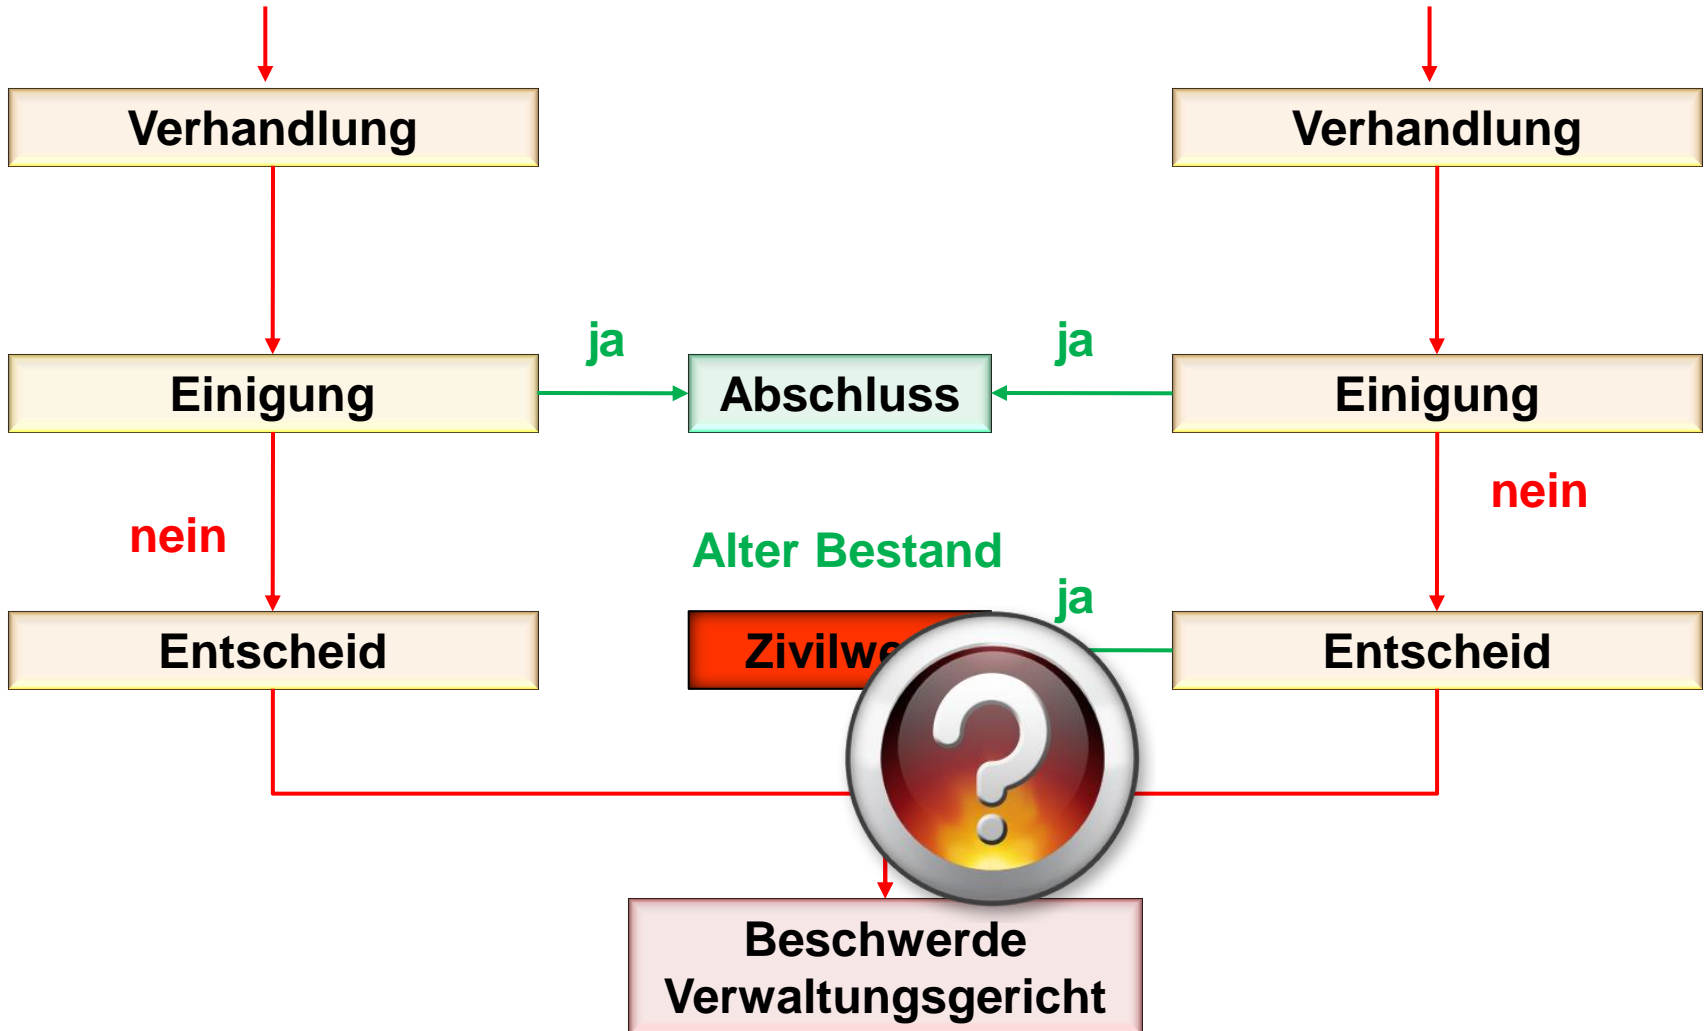 Verhandlung
Verhandlung
ja
ja
Einigung
Abschluss
Einigung
nein
nein
Alter Bestand
ja
Entscheid
Entscheid
Beschwerde
Verwaltungsgericht